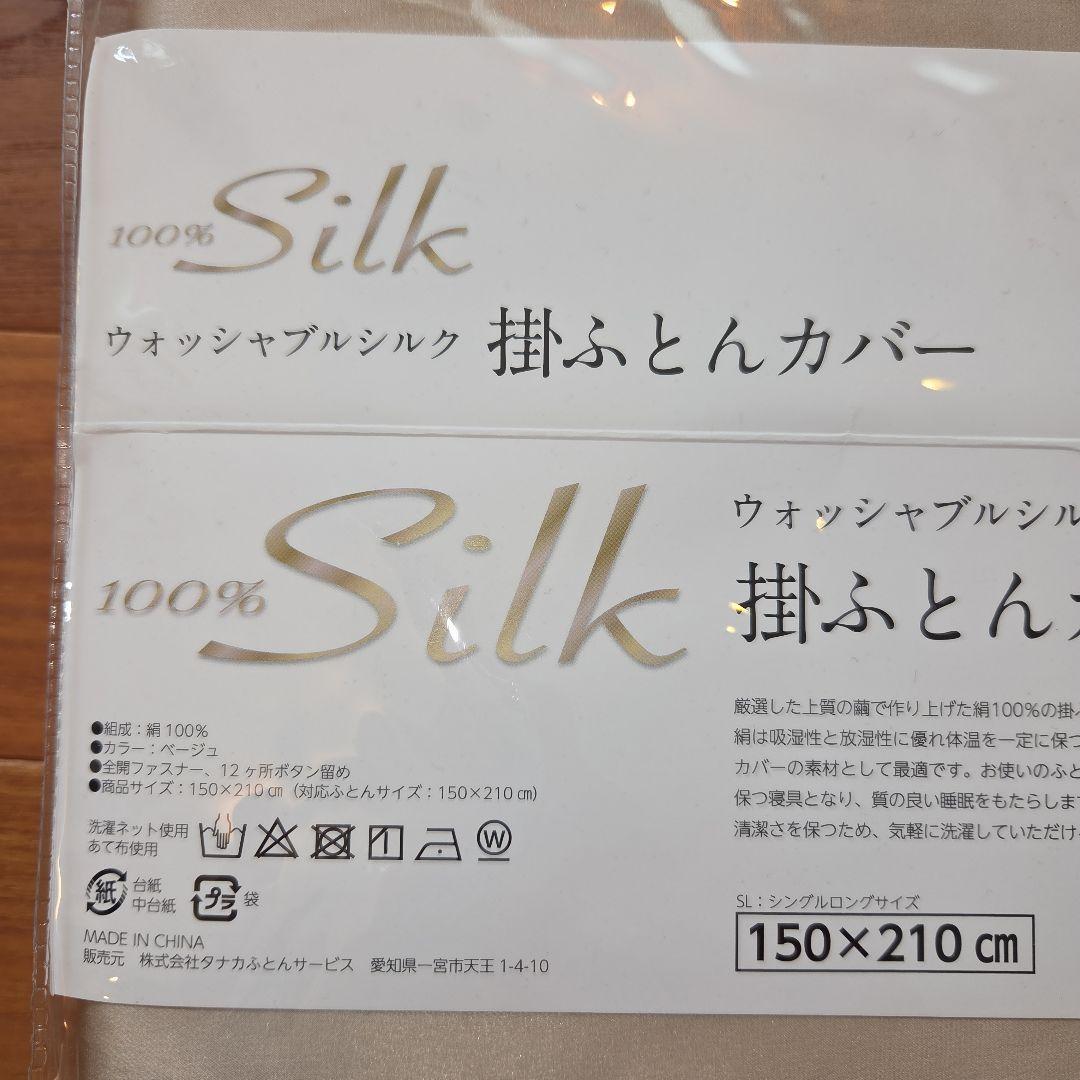 100% Silk
ウォッシャブルシルク 掛ふとんカバー
100% Silk
ウォッシャブルシル
掛ふとん
●組成：絹100%
●カラー：ベージュ
●全開ファスナー、12ヶ所ボタン留め
●商品サイズ：150×210㎝（対応ふとんサイズ：150×210㎝）
洗濯ネット使用
あて布使用
W
紙
台紙
中台紙
プラ
袋
MADE IN CHINA
販売元 株式会社タナカふとんサービス 愛知県一宮市天王1-4-10
厳選した上質の繭で作り上げた絹100%の掛
絹は吸湿性と放湿性に優れ体温を一定に保つ
カバーの素材として最適です。お使いのふと
保つ寝具となり、質の良い睡眠をもたらしま
清潔さを保つため、気軽に洗濯していただけ
SL：シングルロングサイズ
150×210㎝